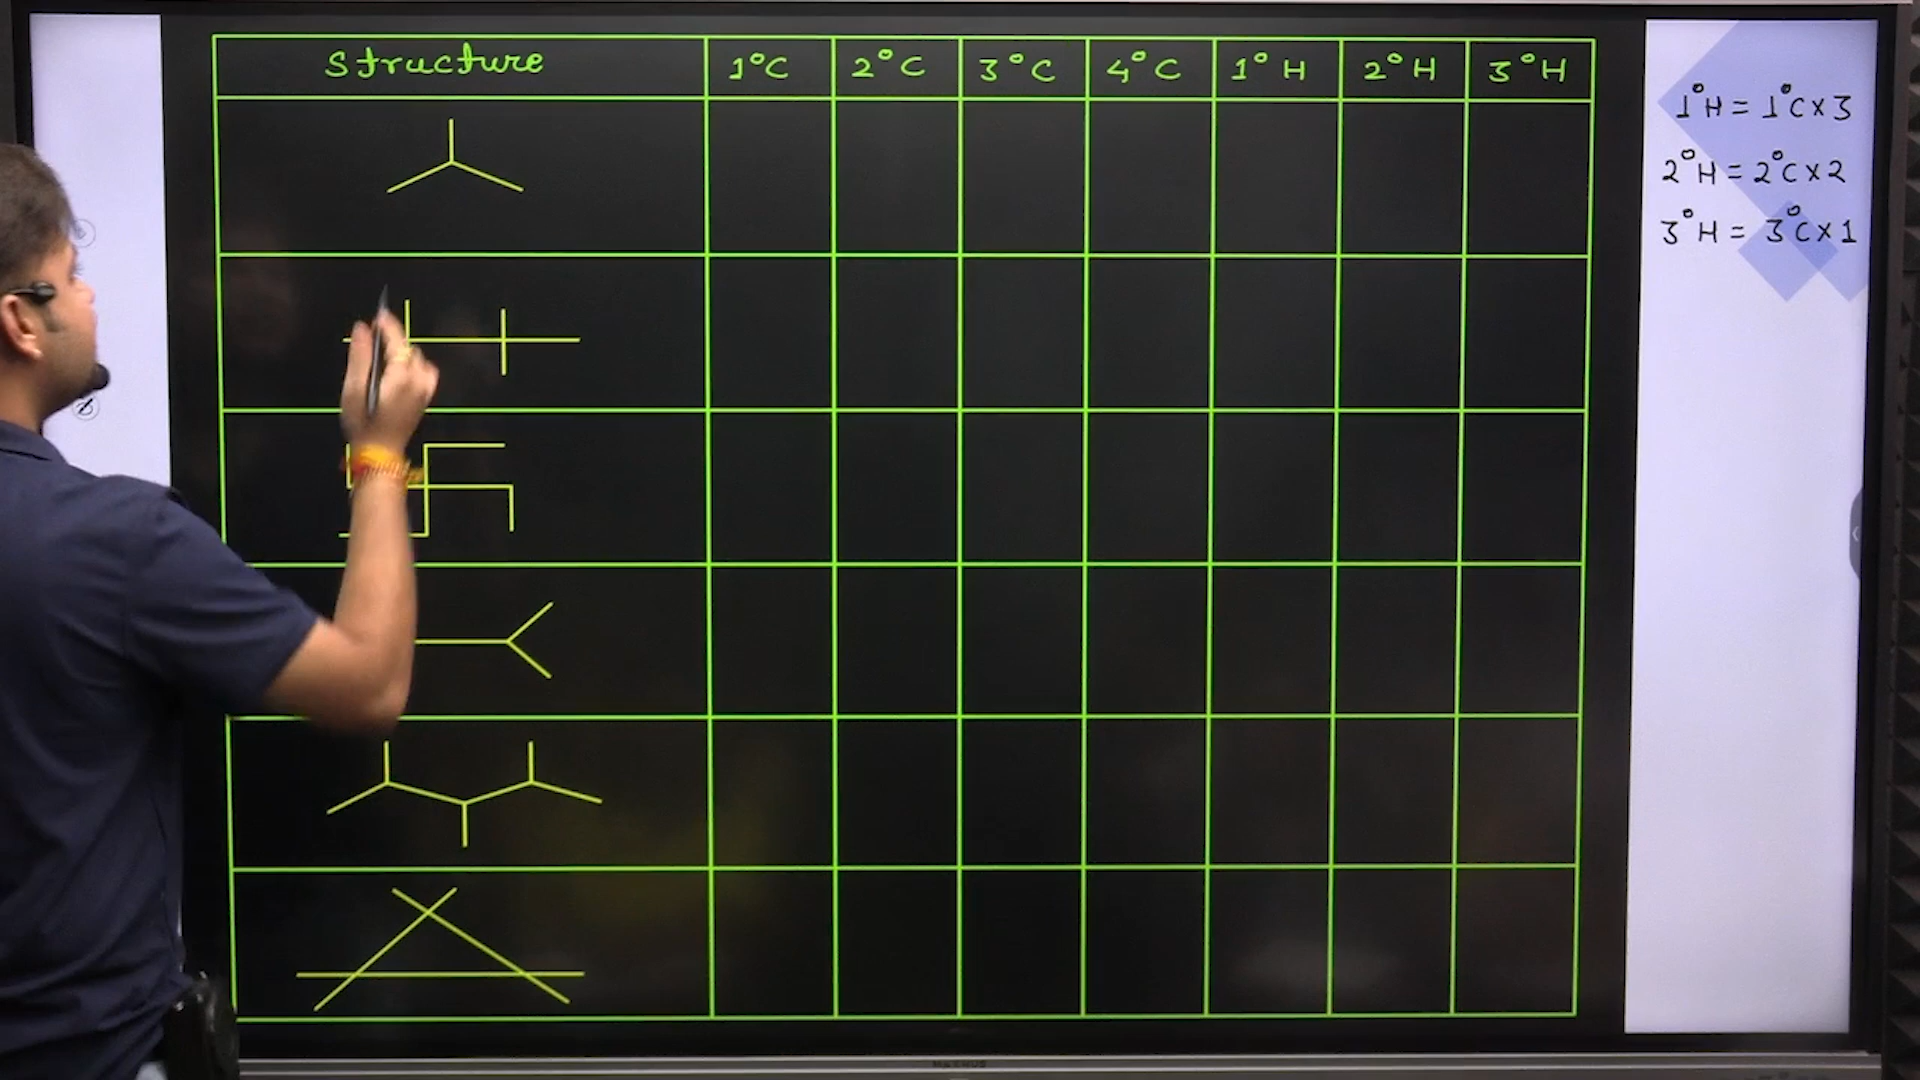 Structure 1°C 2°C 3°C 4°C 1°H 2°H 3°H
1°H = 1°C x 3
2°H = 2°C x 2
3°H = 3°C x 1